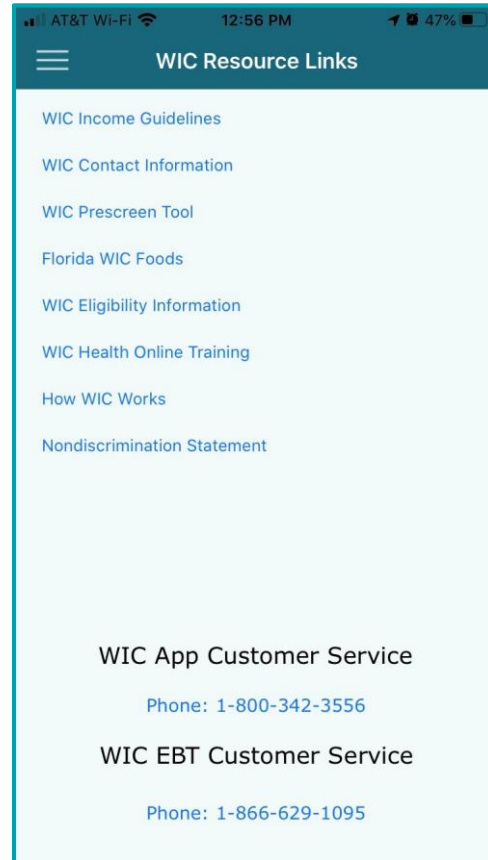 AT&T Wi-Fi 12:56 PM 47%
WIC Resource Links
WIC Income Guidelines
WIC Contact Information
WIC Prescreen Tool
Florida WIC Foods
WIC Eligibility Information
WIC Health Online Training
How WIC Works
Nondiscrimination Statement
WIC App Customer Service
Phone: 1-800-342-3556
WIC EBT Customer Service
Phone: 1-866-629-1095